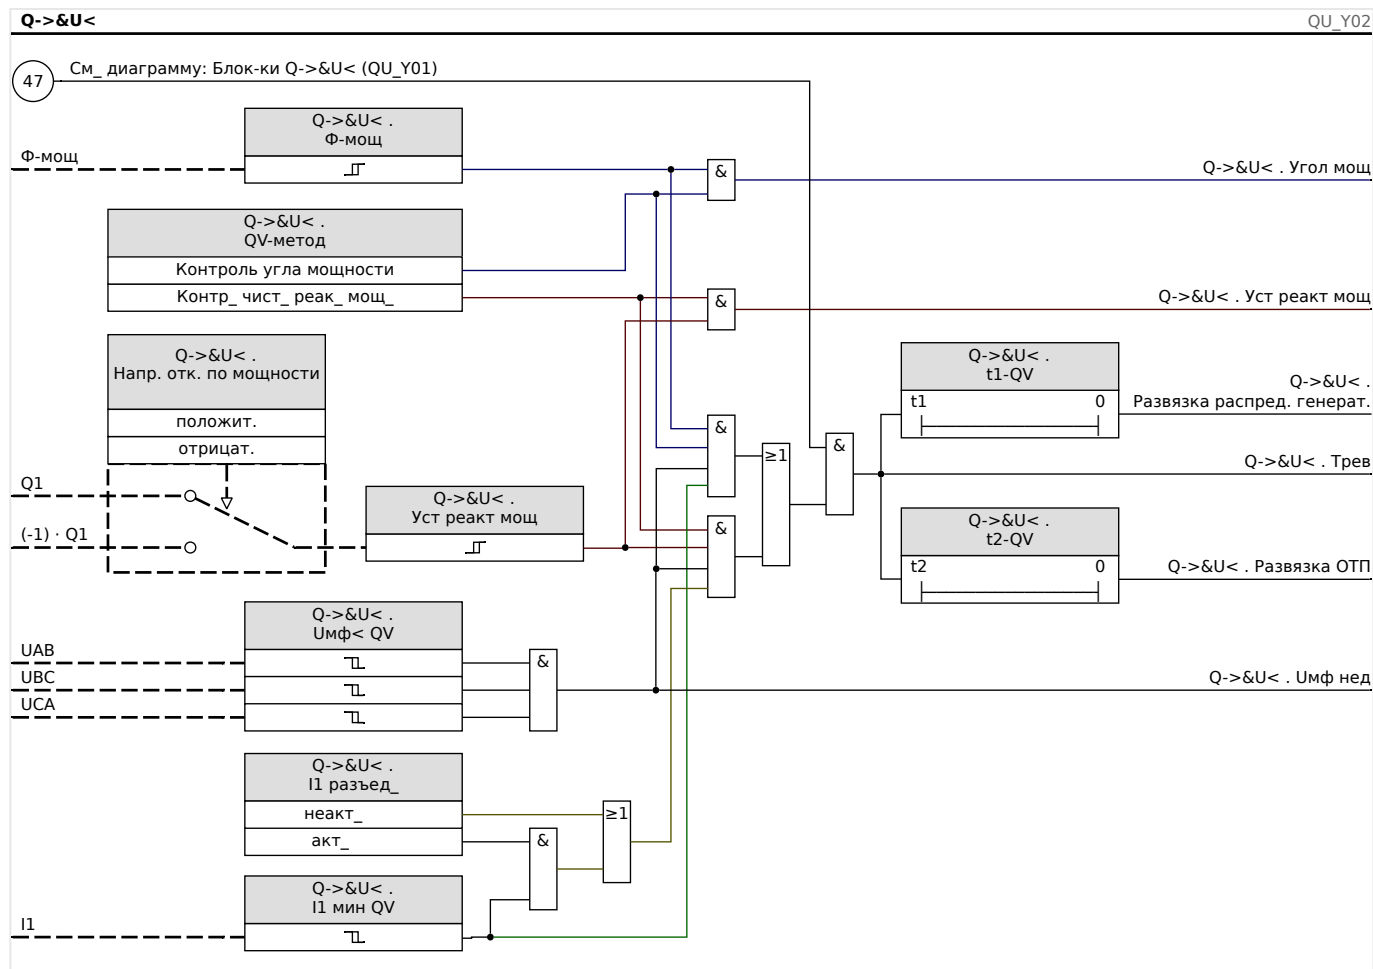 Q->&U<
QU_Y02
47
См_ диаграмму: Блок-ки Q->&U< (QU_Y01)
Q->&U< .
Ф-мощ
Ф-мощ
&
Q->&U< . Угол мощ
Q->&U< .
QV-метод
Контроль угла мощности
Контр_ чист_ реак_ мощ_
&
Q->&U< . Уст реакт мощ
Q->&U< .
Напр. отк. по мощности
положит.
отрицат.
Q->&U< .
t1-QV
t1 0
Q->&U< .
Развязка распред. генерат.
&
≥1
&
Q->&U< . Трев
Q1
(-1) · Q1
Q->&U< .
Уст реакт мощ
&
Q->&U< .
t2-QV
t2 0
Q->&U< . Развязка ОТП
Q->&U< .
Uмф< QV
UAB
UBC
UCA
&
Q->&U< . Uмф нед
Q->&U< .
I1 разъед_
неакт_
акт_
≥1
&
Q->&U< .
I1 мин QV
I1